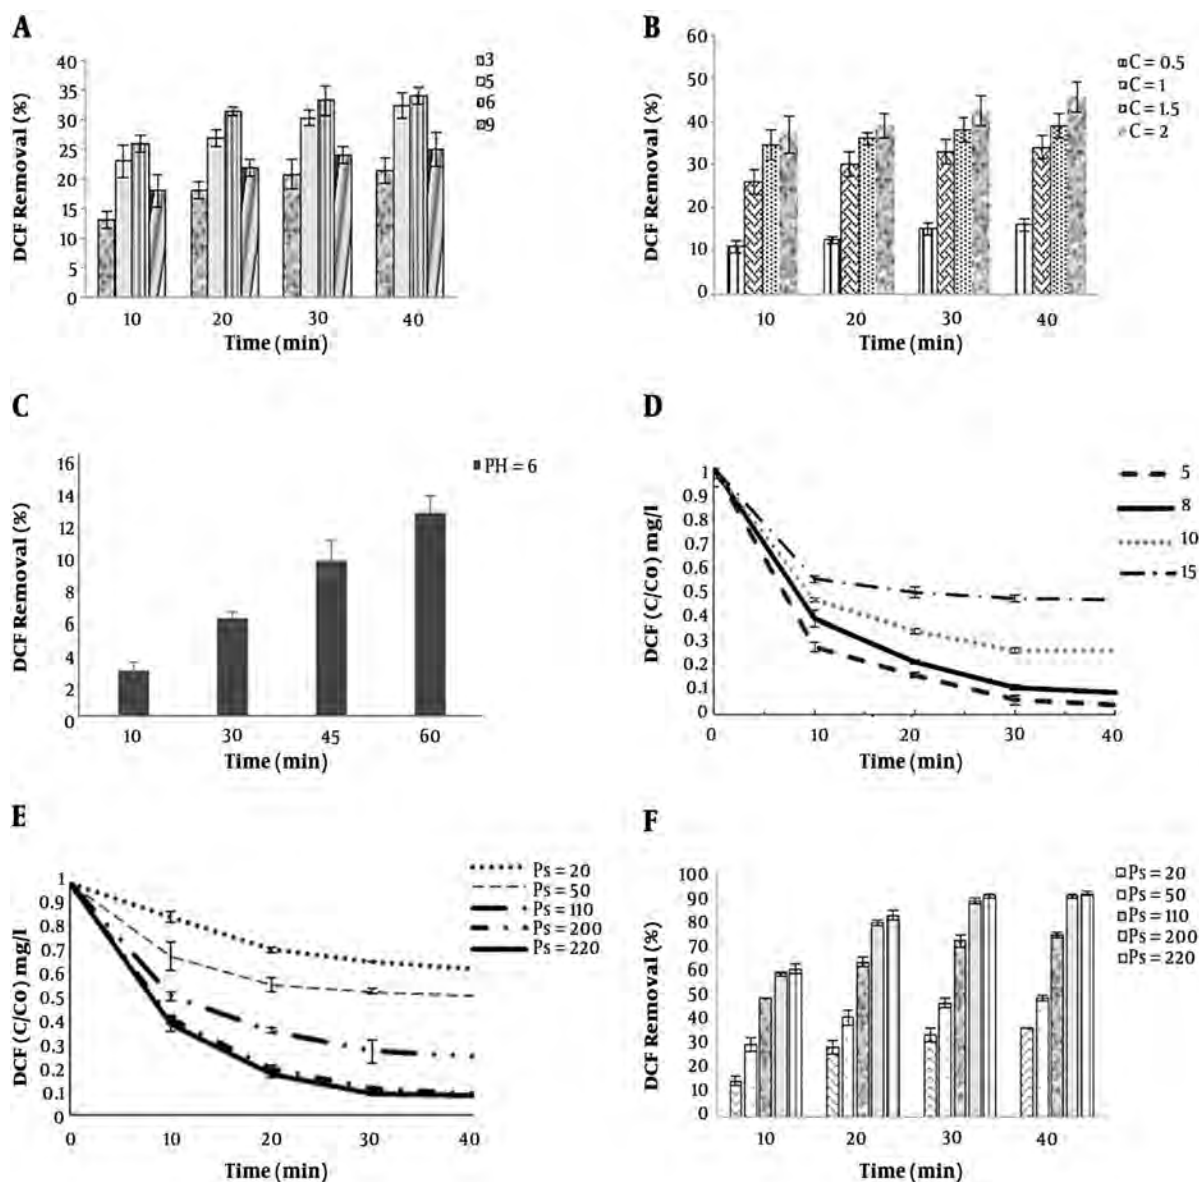 A
40
35
30
25
20
15
10
5
0
DCF Removal (%)
10 20 30 40
Time (min)
3
5
6
9
B
60
50
40
30
20
10
0
DCF Removal (%)
10 20 30 40
Time (min)
C = 0.5
C = 1
C = 1.5
C = 2
C
16
14
12
10
8
6
4
2
0
DCF Removal (%)
10 30 45 60
Time (min)
PH = 6
D
1
0.9
0.8
0.7
0.6
0.5
0.4
0.3
0.2
0.1
0
DCF (C/Co) mg/l
0 10 20 30 40
Time (min)
5
8
10
15
E
1
0.9
0.8
0.7
0.6
0.5
0.4
0.3
0.2
0.1
0
DCF (C/Co) mg/l
0 10 20 30 40
Time (min)
Ps = 20
Ps = 50
Ps = 110
Ps = 200
Ps = 220
F
100
90
80
70
60
50
40
30
20
10
0
DCF Removal (%)
10 20 30 40
Time (min)
Ps = 20
Ps = 50
Ps = 110
Ps = 200
Ps = 220